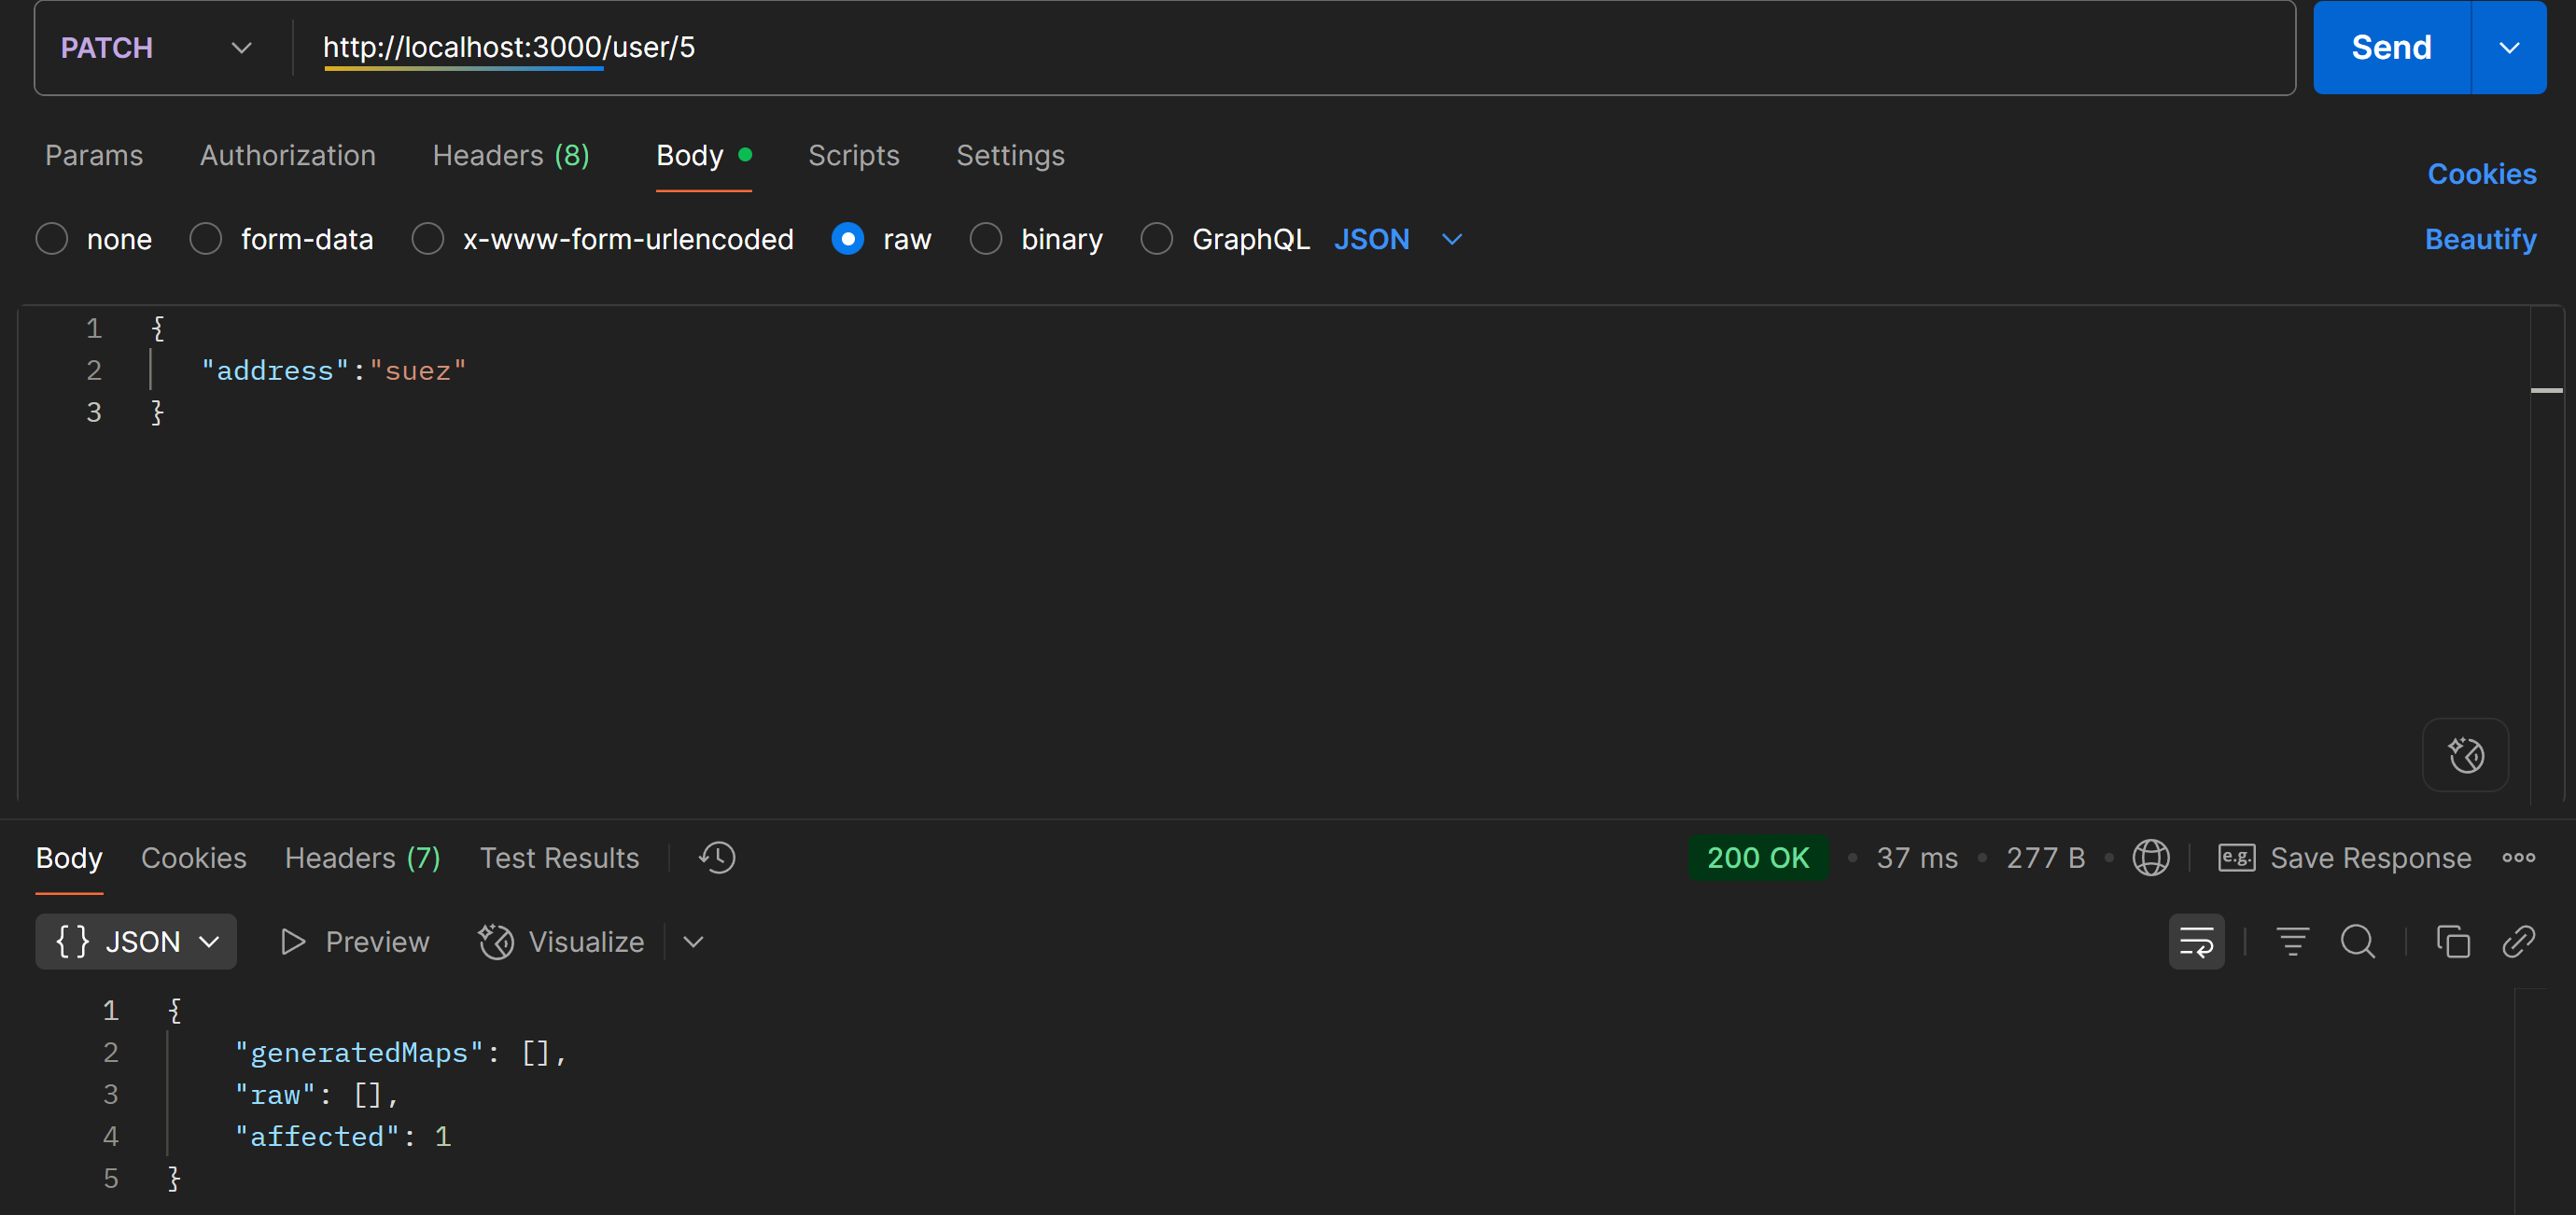 PATCH http://localhost:3000/user/5 Send
Params Authorization Headers (8) Body Scripts Settings Cookies
none form-data x-www-form-urlencoded raw binary GraphQL JSON Beautify
1 {
2 "address":"suez"
3 }
Body Cookies Headers (7) Test Results 200 OK • 37 ms • 277 B • e.g. Save Response
{} JSON Preview Visualize
1 {
2 "generatedMaps": [],
3 "raw": [],
4 "affected": 1
5 }